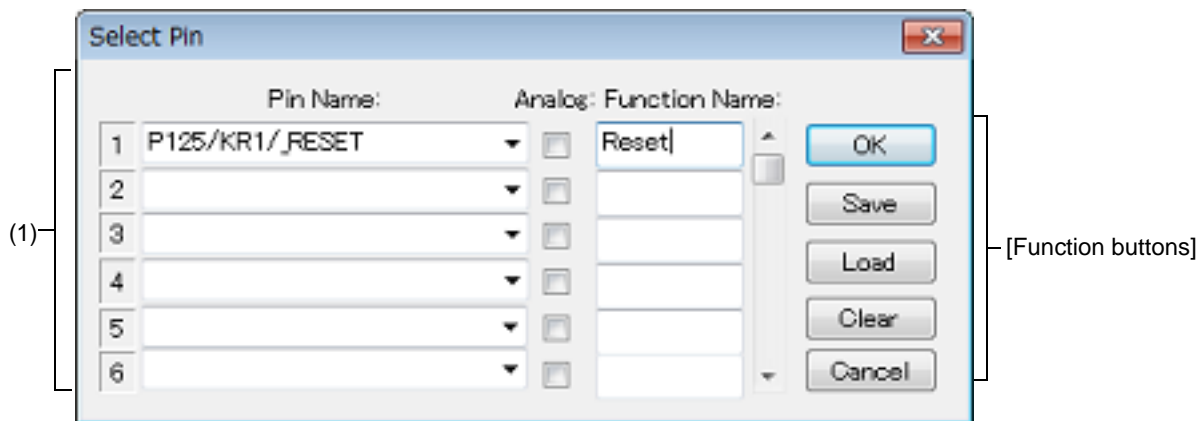 Select Pin
Pin Name: Analog: Function Name:
1 P125/KR1/_RESET Reset OK
2 Save
(1) 3 [Function buttons]
4 Load
5 Clear
6 Cancel